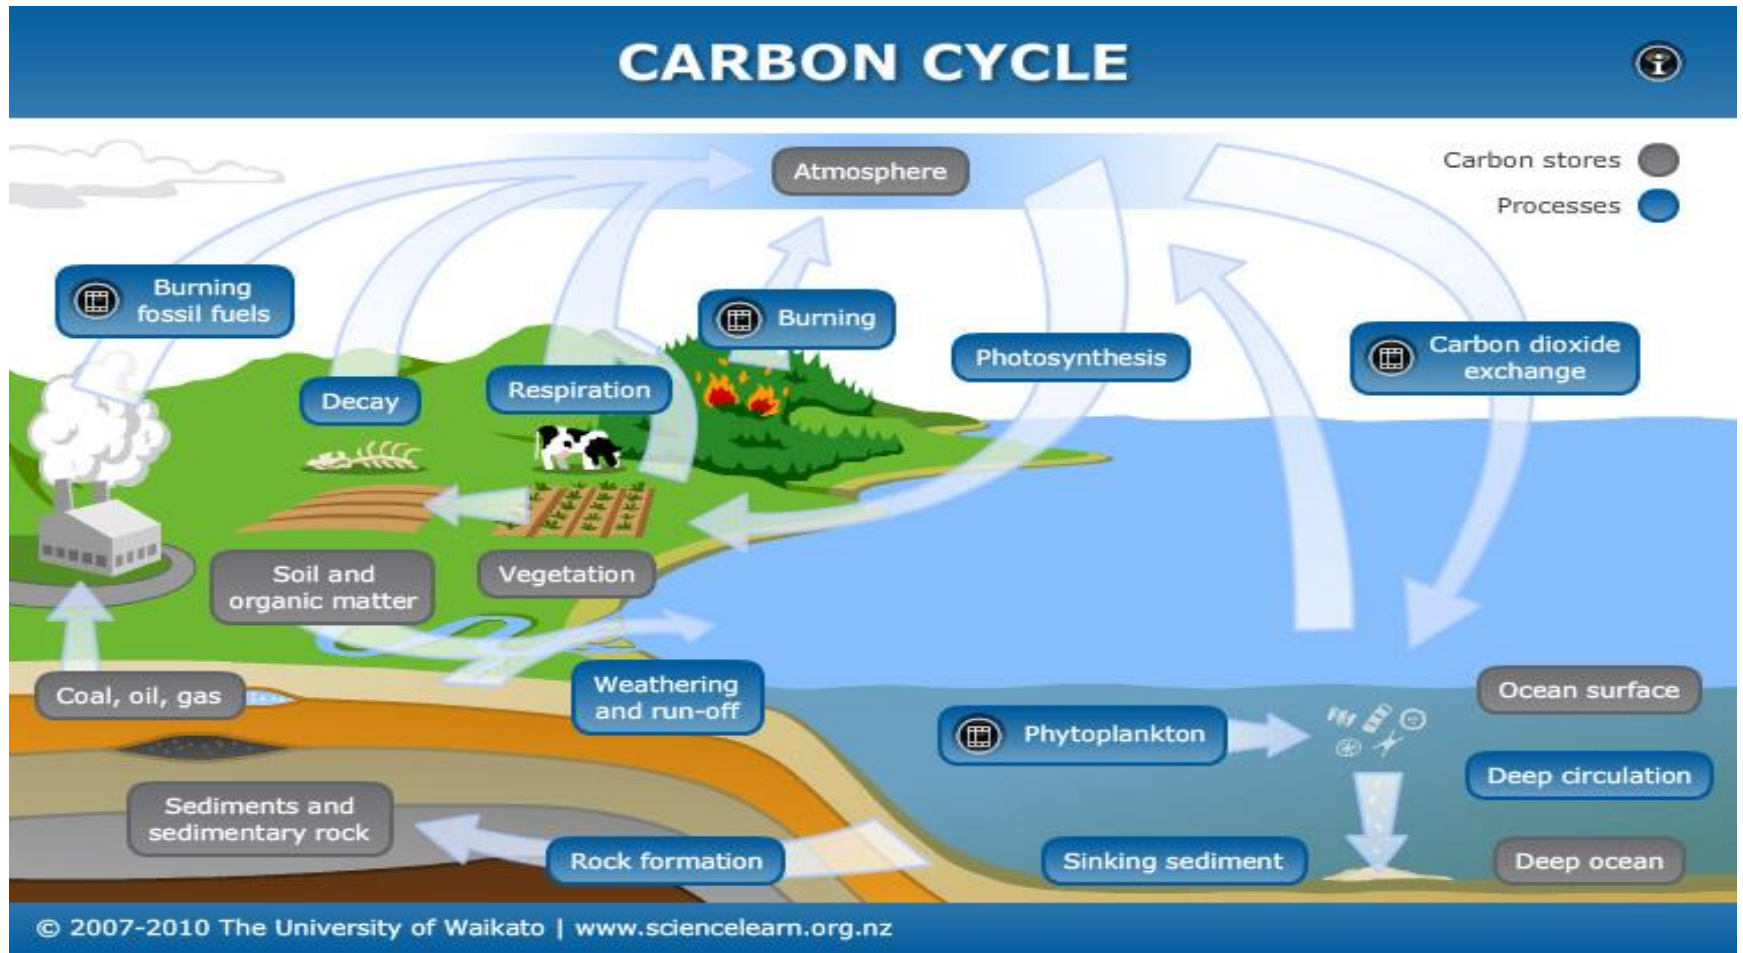 CARBON CYCLE
Atmosphere
Carbon stores
Processes
Burning
fossil fuels
Burning
Photosynthesis
Carbon dioxide
exchange
Decay
Respiration
Soil and
organic matter
Vegetation
Coal, oil, gas
Weathering
and run-off
Ocean surface
Phytoplankton
Deep circulation
Sediments and
sedimentary rock
Rock formation
Sinking sediment
Deep ocean
© 2007-2010 The University of Waikato | www.sciencelearn.org.nz